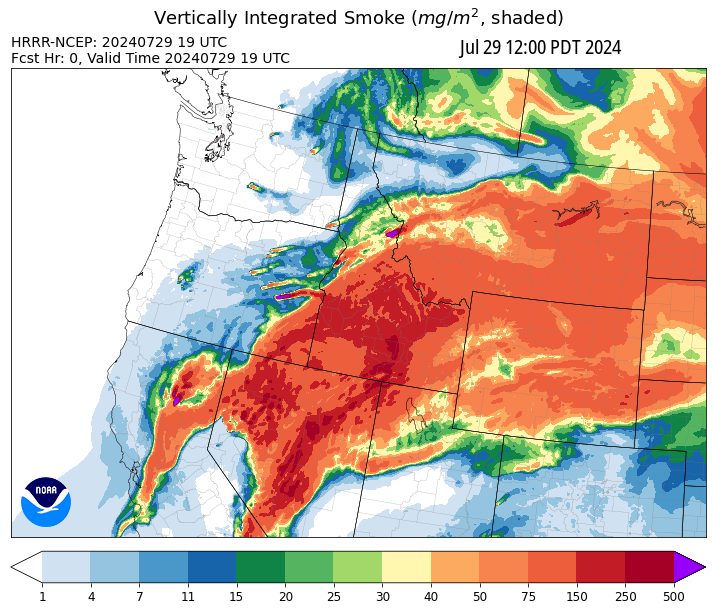 Vertically Integrated Smoke (mg/m², shaded)
HRRR-NCEP: 20240729 19 UTC
Jul 29 12:00 PDT 2024
Fcst Hr: 0, Valid Time 20240729 19 UTC
NOAA
1 4 7 11 15 20 25 30 40 50 75 150 250 500